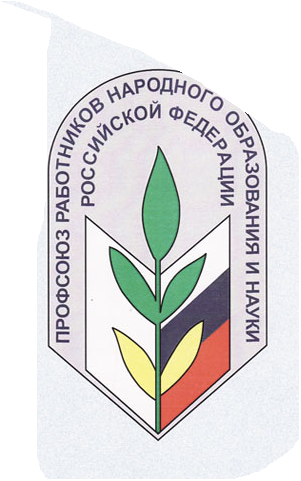 ПРОФСОЮЗ РАБОТНИКОВ НАРОДНОГО ОБРАЗОВАНИЯ И НАУКИ
РОССИЙСКОЙ ФЕДЕРАЦИИ